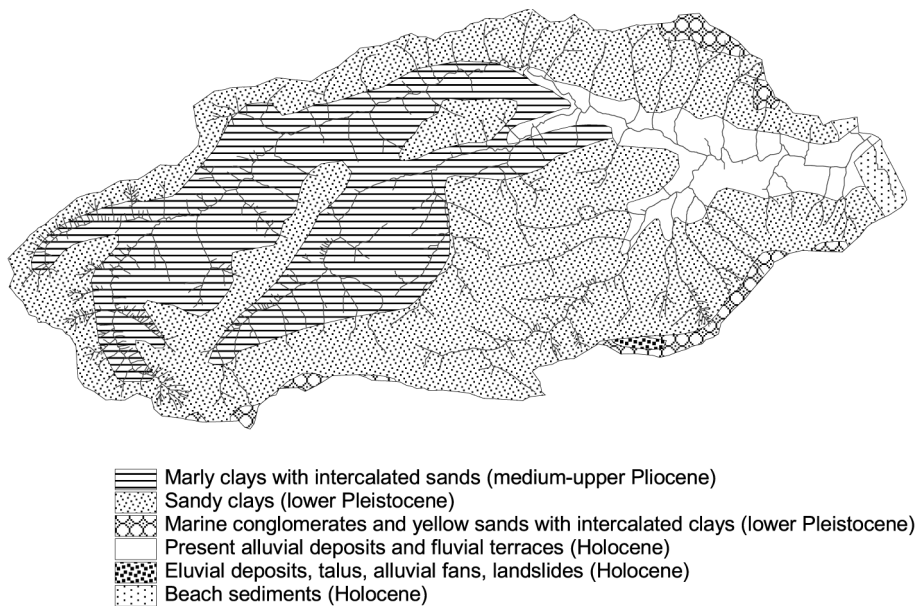 Marly clays with intercalated sands (medium-upper Pliocene)
Sandy clays (lower Pleistocene)
Marine conglomerates and yellow sands with intercalated clays (lower Pleistocene)
Present alluvial deposits and fluvial terraces (Holocene)
Eluvial deposits, talus, alluvial fans, landslides (Holocene)
Beach sediments (Holocene)